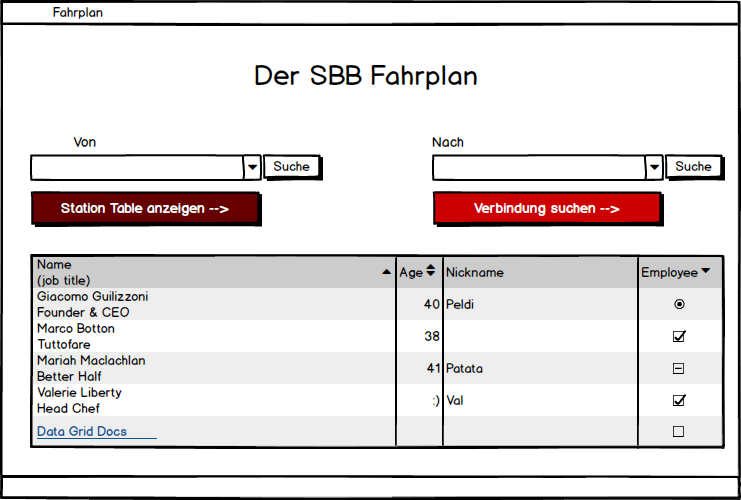 Fahrplan
Der SBB Fahrplan
Von
Nach
Suche
Suche
Station Table anzeigen -->
Verbindung suchen -->
Name
(job title)
Age
Nickname
Employee
Giacomo Guilizzoni
Founder & CEO
40
Peldi
Marco Botton
Tuttofare
38
Mariah Maclachlan
Better Half
41
Patata
Valerie Liberty
Head Chef
:)
Val
Data Grid Docs